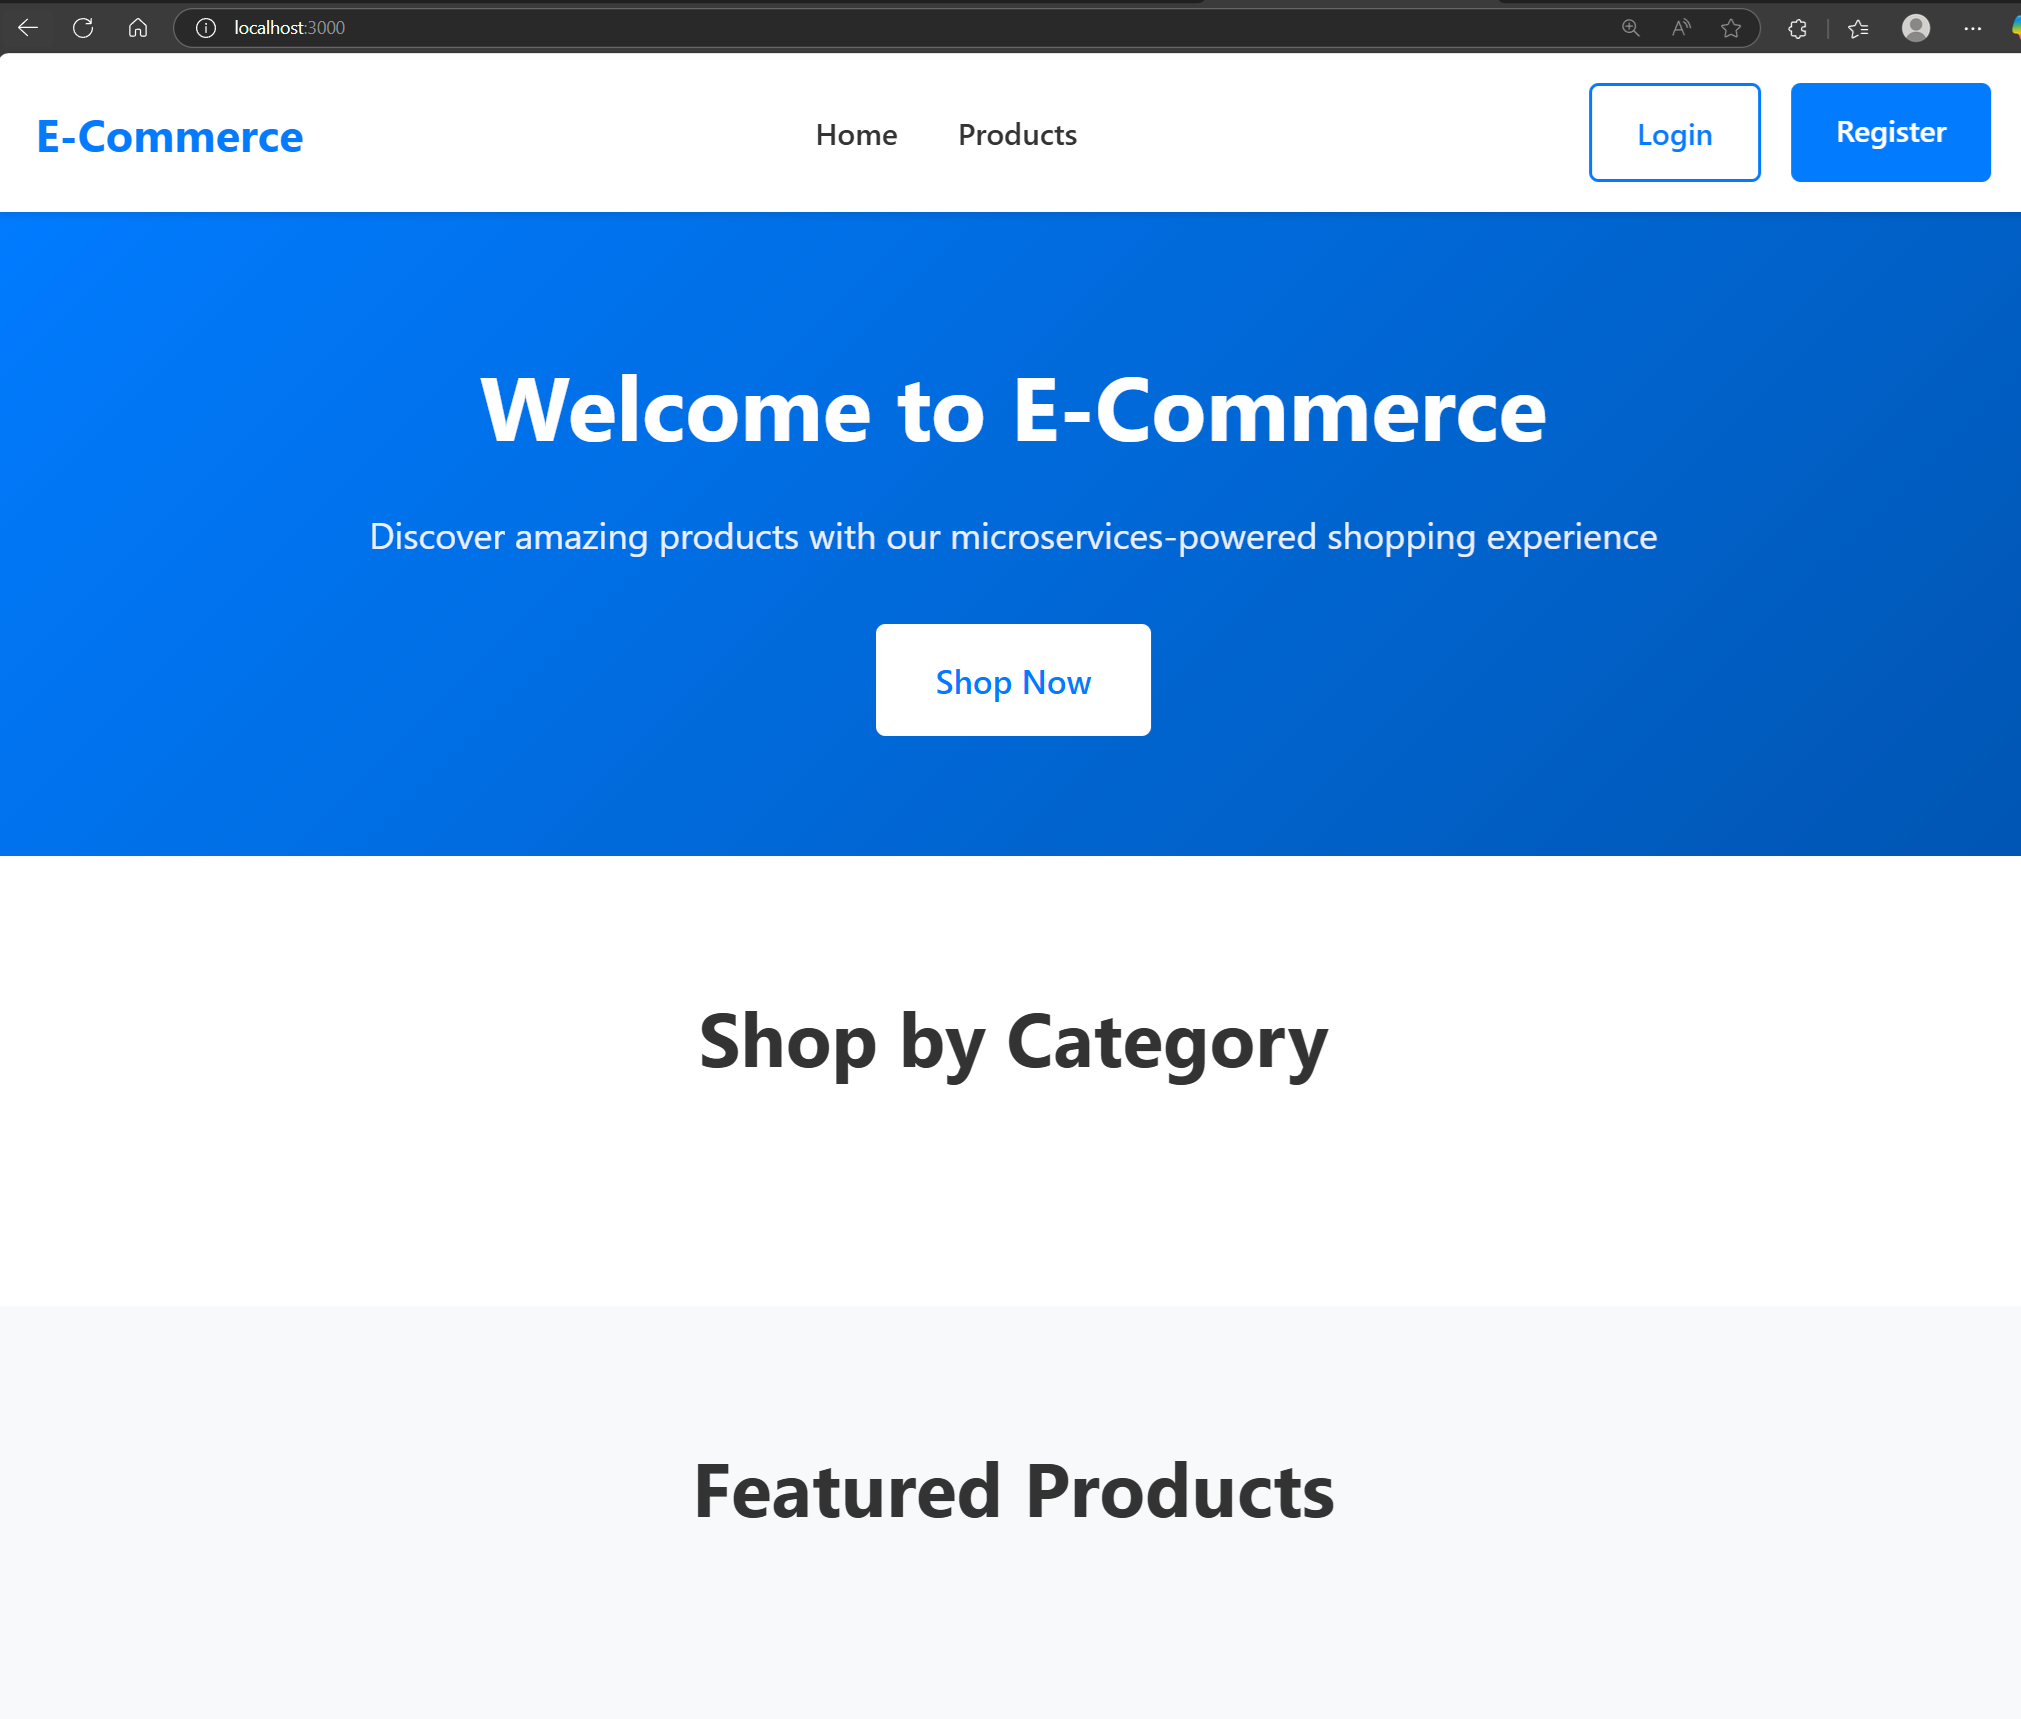 localhost:3000
E-Commerce
Home Products
Login Register
Welcome to E-Commerce
Discover amazing products with our microservices-powered shopping experience
Shop Now
Shop by Category
Featured Products